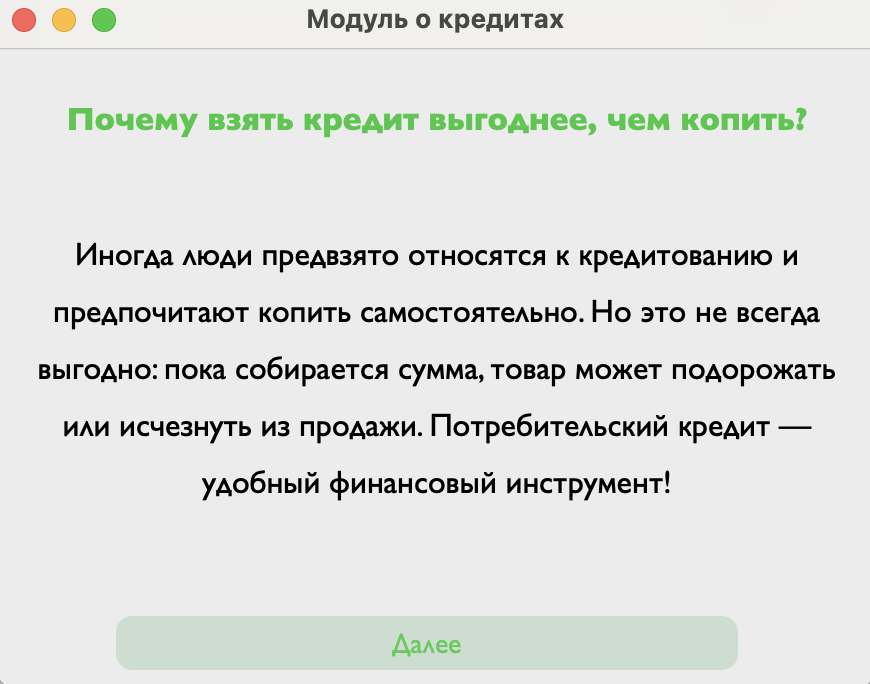 Модуль о кредитах
Почему взять кредит выгоднее, чем копить?
Иногда люди предвзято относятся к кредитованию и
предпочитают копить самостоятельно. Но это не всегда
выгодно: пока собирается сумма, товар может подорожать
или исчезнуть из продажи. Потребительский кредит —
удобный финансовый инструмент!
Далее